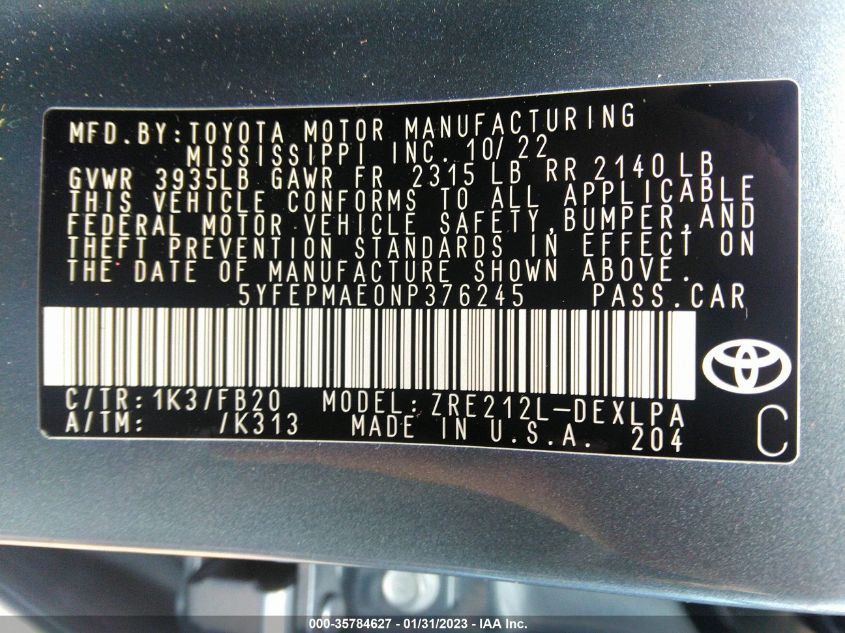 MFD.BY:TOYOTA MOTOR MANUFACTURING
MISSISSIPPI INC. 10/22
GVWR 3935LB GAWR FR 2315 LB RR 2140 LB
THIS VEHICLE CONFORMS TO ALL APPLICABLE
FEDERAL MOTOR VEHICLE SAFETY,BUMPER,AND
THEFT PREVENTION STANDARDS IN EFFECT ON
THE DATE OF MANUFACTURE SHOWN ABOVE.
5YFEPMAE0NP376245 PASS.CAR
C/TR:1K3/FB20 MODEL:ZRE212L-DEXLPA
A/TM: /K313 MADE IN U.S.A. 204 C
000-35784627 - 01/31/2023 - IAA Inc.